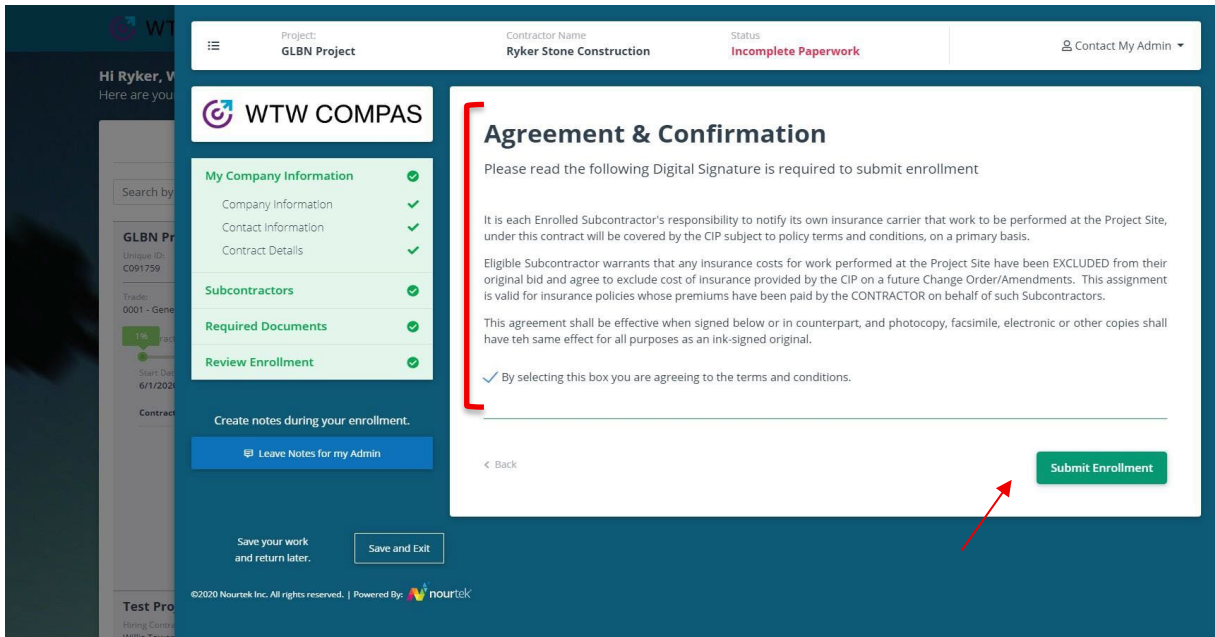 WT
Hi Ryker, W
Here are you
Search by
GLBN Pr
Unique ID:
C091759
Trade:
0001 - Gene
1%
rac
Start Dat
6/1/2020
Contract
Test Pro
Hiring Contra
Project:
GLBN Project
Contractor Name
Ryker Stone Construction
Status
Incomplete Paperwork
Contact My Admin
WTW COMPAS
My Company Information
Company Information
Contact Information
Contract Details
Subcontractors
Required Documents
Review Enrollment
Create notes during your enrollment.
Leave Notes for my Admin
Save your work
and return later.
Save and Exit
©2020 Nourtek Inc. All rights reserved. | Powered By: nourtek
Agreement & Confirmation
Please read the following Digital Signature is required to submit enrollment
It is each Enrolled Subcontractor's responsibility to notify its own insurance carrier that work to be performed at the Project Site,
under this contract will be covered by the CIP subject to policy terms and conditions, on a primary basis.
Eligible Subcontractor warrants that any insurance costs for work performed at the Project Site have been EXCLUDED from their
original bid and agree to exclude cost of insurance provided by the CIP on a future Change Order/Amendments. This assignment
is valid for insurance policies whose premiums have been paid by the CONTRACTOR on behalf of such Subcontractors.
This agreement shall be effective when signed below or in counterpart, and photocopy, facsimile, electronic or other copies shall
have teh same effect for all purposes as an ink-signed original.
By selecting this box you are agreeing to the terms and conditions.
< Back
Submit Enrollment